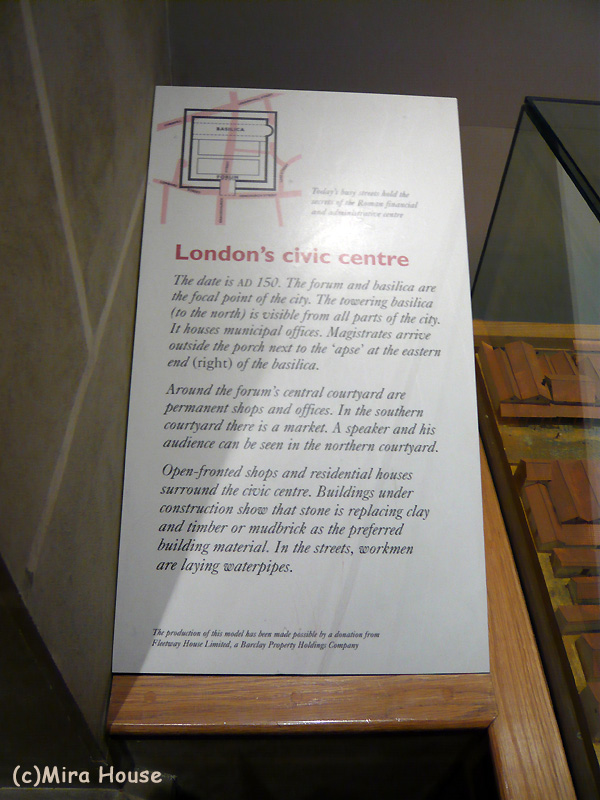 BASILICA
FORUM
Today's busy streets hold the
secrets of the Roman financial
and administrative centre
London's civic centre
The date is AD 150. The forum and basilica are
the focal point of the city. The towering basilica
(to the north) is visible from all parts of the city.
It houses municipal offices. Magistrates arrive
outside the porch next to the 'apse' at the eastern
end (right) of the basilica.
Around the forum's central courtyard are
permanent shops and offices. In the southern
courtyard there is a market. A speaker and his
audience can be seen in the northern courtyard.
Open-fronted shops and residential houses
surround the civic centre. Buildings under
construction show that stone is replacing clay
and timber or mudbrick as the preferred
building material. In the streets, workmen
are laying waterpipes.
The production of this model has been made possible by a donation from
Fleetway House Limited, a Barclay Property Holdings Company
(c)Mira House